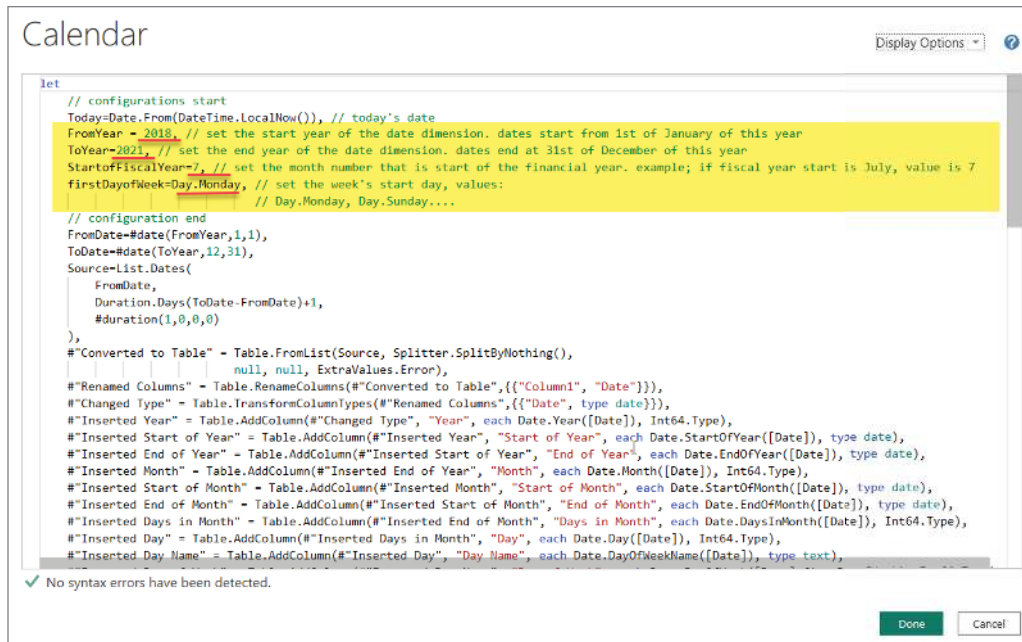 Calendar
Display Options
let
// configurations start
Today=Date.From(DateTime.LocalNow()), // today's date
FromYear = 2018, // set the start year of the date dimension. dates start from 1st of January of this year
ToYear=2021, // set the end year of the date dimension. dates end at 31st of December of this year
StartofFiscalYear=7, // set the month number that is start of the financial year. example; if fiscal year start is July, value is 7
firstDayofWeek=Day.Monday, // set the week's start day, values:
// Day.Monday, Day.Sunday....
// configuration end
FromDate=#date(FromYear,1,1),
ToDate=#date(ToYear,12,31),
Source=List.Dates(
FromDate,
Duration.Days(ToDate-FromDate)+1,
#duration(1,0,0,0)
),
#"Converted to Table" = Table.FromList(Source, Splitter.SplitByNothing(),
null, null, ExtraValues.Error),
#"Renamed Columns" = Table.RenameColumns(#"Converted to Table",{{"Column1", "Date"}}),
#"Changed Type" = Table.TransformColumnTypes(#"Renamed Columns",{{"Date", type date}}),
#"Inserted Year" = Table.AddColumn(#"Changed Type", "Year", each Date.Year([Date]), Int64.Type),
#"Inserted Start of Year" = Table.AddColumn(#"Inserted Year", "Start of Year", each Date.StartOfYear([Date]), type date),
#"Inserted End of Year" = Table.AddColumn(#"Inserted Start of Year", "End of Year", each Date.EndOfYear([Date]), type date),
#"Inserted Month" = Table.AddColumn(#"Inserted End of Year", "Month", each Date.Month([Date]), Int64.Type),
#"Inserted Start of Month" = Table.AddColumn(#"Inserted Month", "Start of Month", each Date.StartOfMonth([Date]), type date),
#"Inserted End of Month" = Table.AddColumn(#"Inserted Start of Month", "End of Month", each Date.EndOfMonth([Date]), type date),
#"Inserted Days in Month" = Table.AddColumn(#"Inserted End of Month", "Days in Month", each Date.DaysInMonth([Date]), Int64.Type),
#"Inserted Day" = Table.AddColumn(#"Inserted Days in Month", "Day", each Date.Day([Date]), Int64.Type),
#"Inserted Day Name" = Table.AddColumn(#"Inserted Day", "Day Name", each Date.DayOfWeekName([Date]), type text),
No syntax errors have been detected.
Done
Cancel